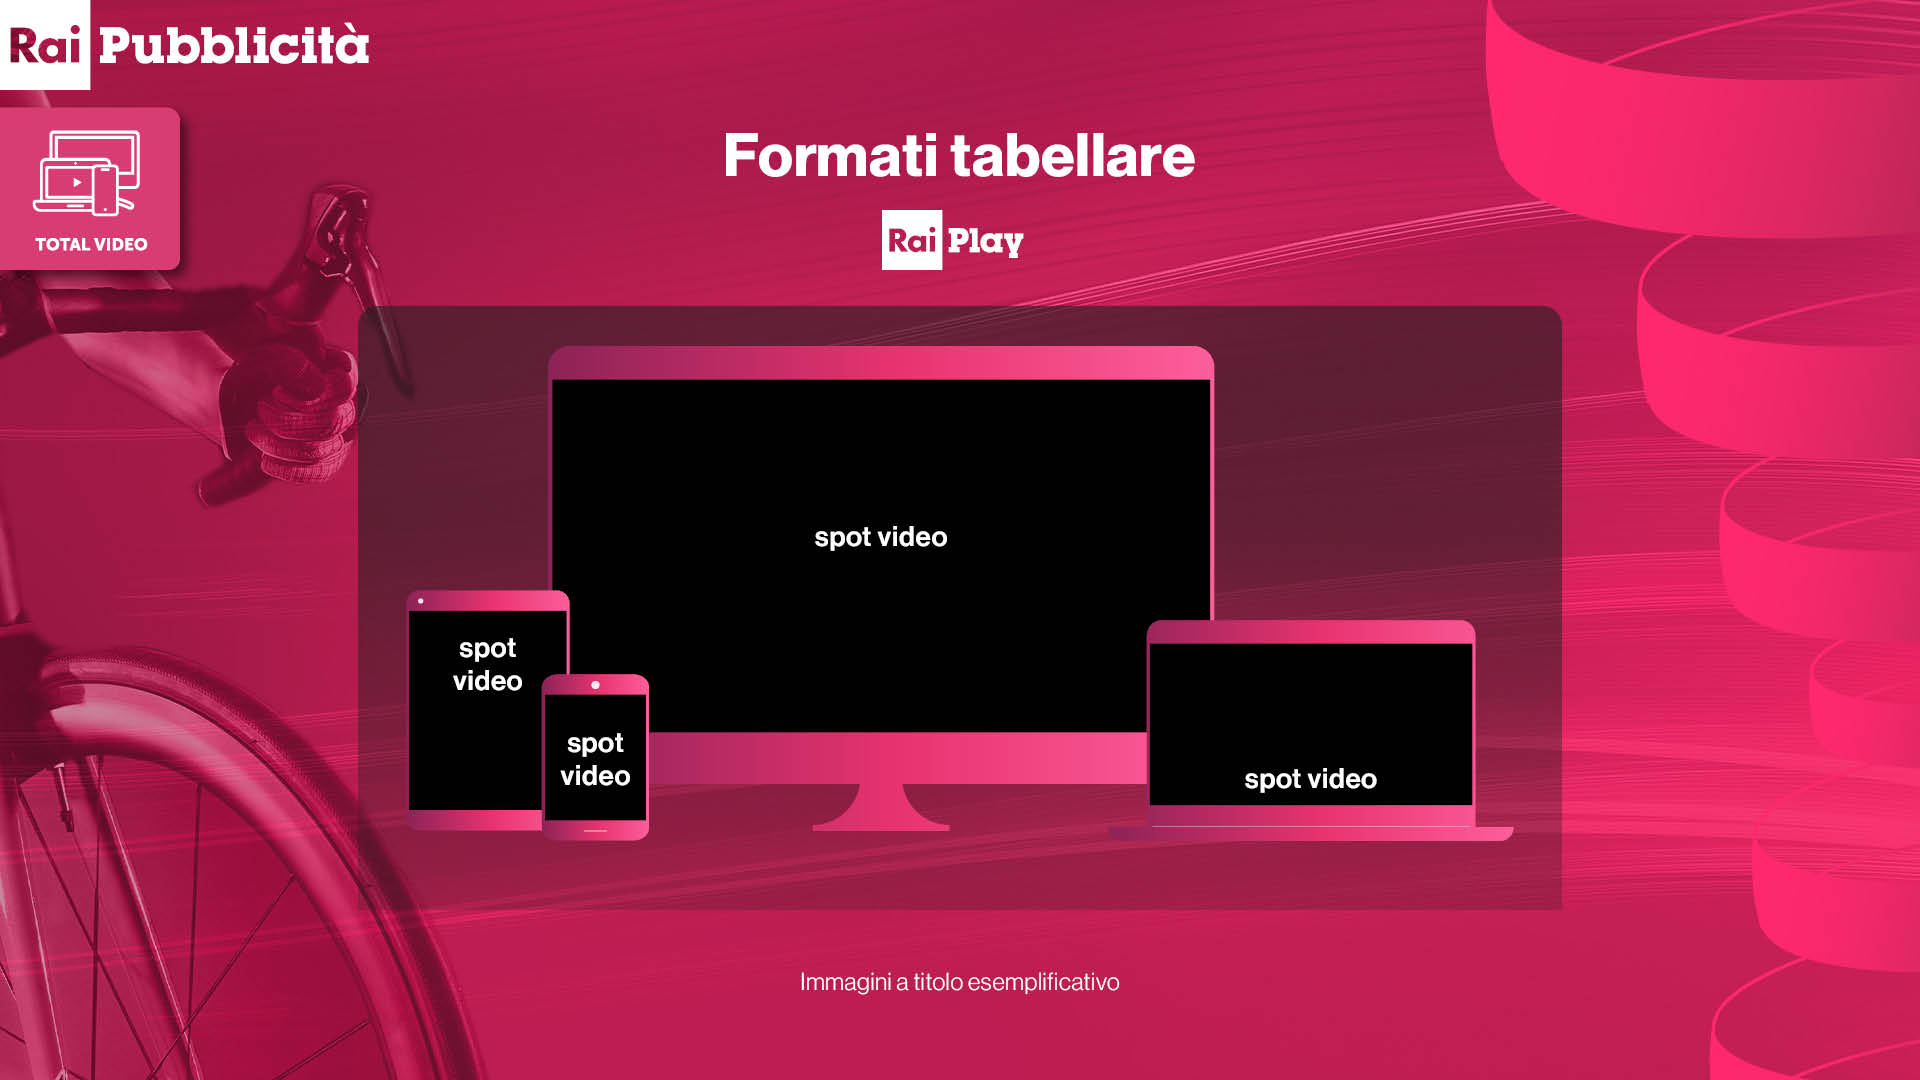 Rai Pubblicità
TOTAL VIDEO
Formati tabellare
Rai Play
spot video
spot
video
spot
video
spot video
Immagini a titolo esemplificativo